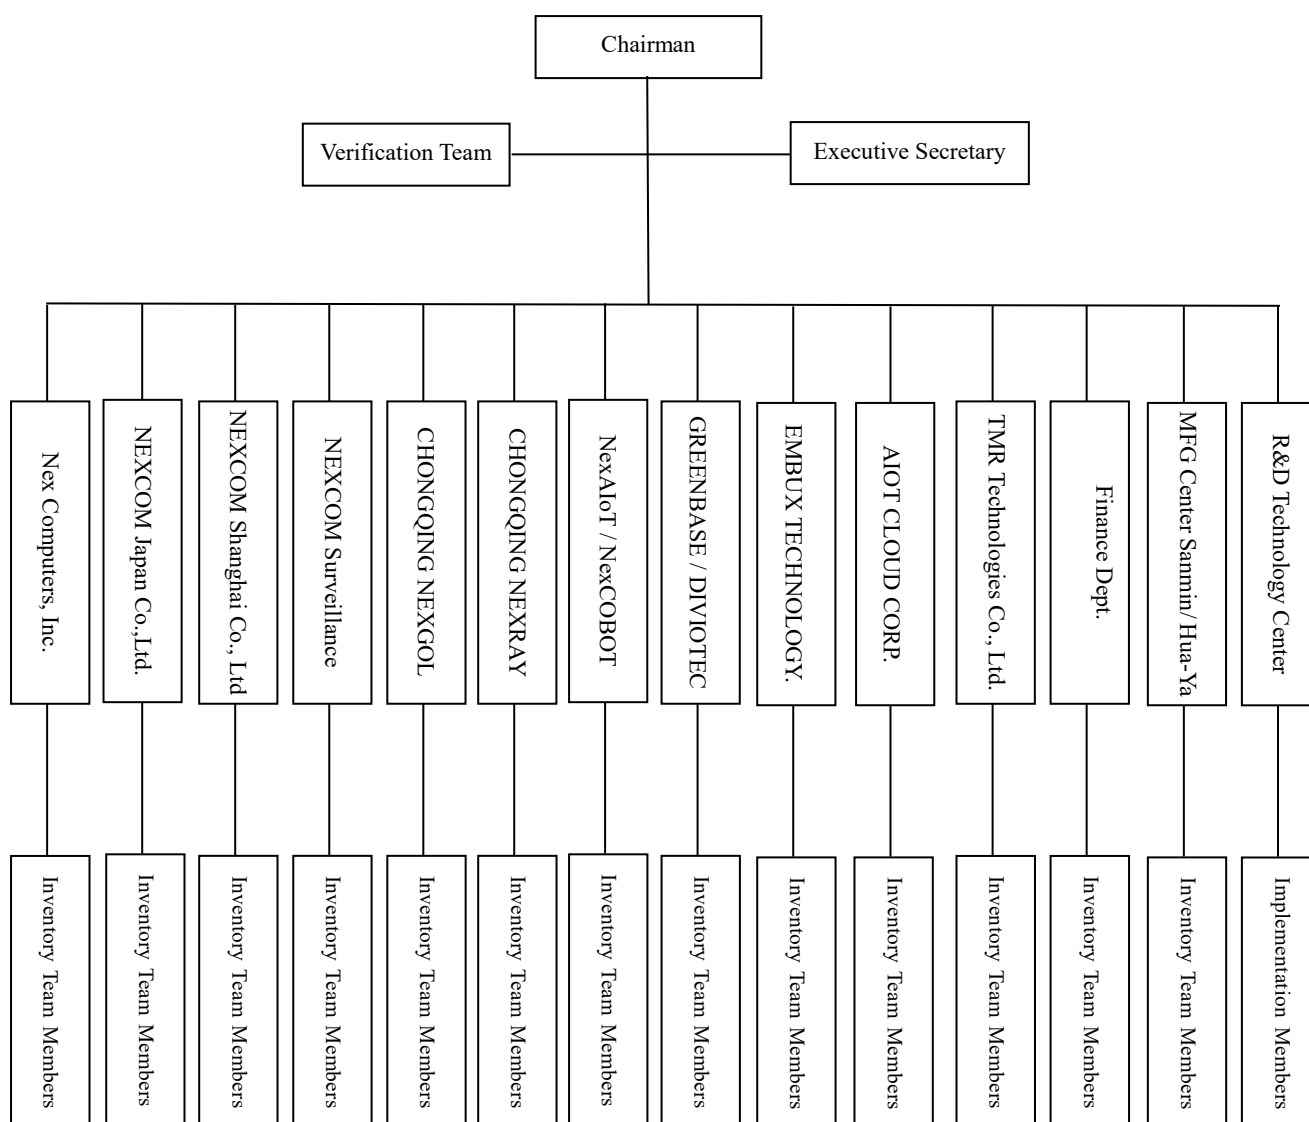 Chairman
Verification Team
Executive Secretary
Nex Computers, Inc.
NEXCOM Japan Co.,Ltd.
NEXCOM Shanghai Co., Ltd
NEXCOM Surveillance
CHONGQING NEXGOL
CHONGQING NEXRAY
NexAIoT / NexCOBOT
GREENBASE / DIVIOTEC
EMBUX TECHNOLOGY.
AIOT CLOUD CORP.
TMR Technologies Co., Ltd.
Finance Dept.
MFG Center Sanmin/ Hua-Ya
R&D Technology Center
Inventory Team Members
Inventory Team Members
Inventory Team Members
Inventory Team Members
Inventory Team Members
Inventory Team Members
Inventory Team Members
Inventory Team Members
Inventory Team Members
Inventory Team Members
Inventory Team Members
Inventory Team Members
Inventory Team Members
Implementation Members